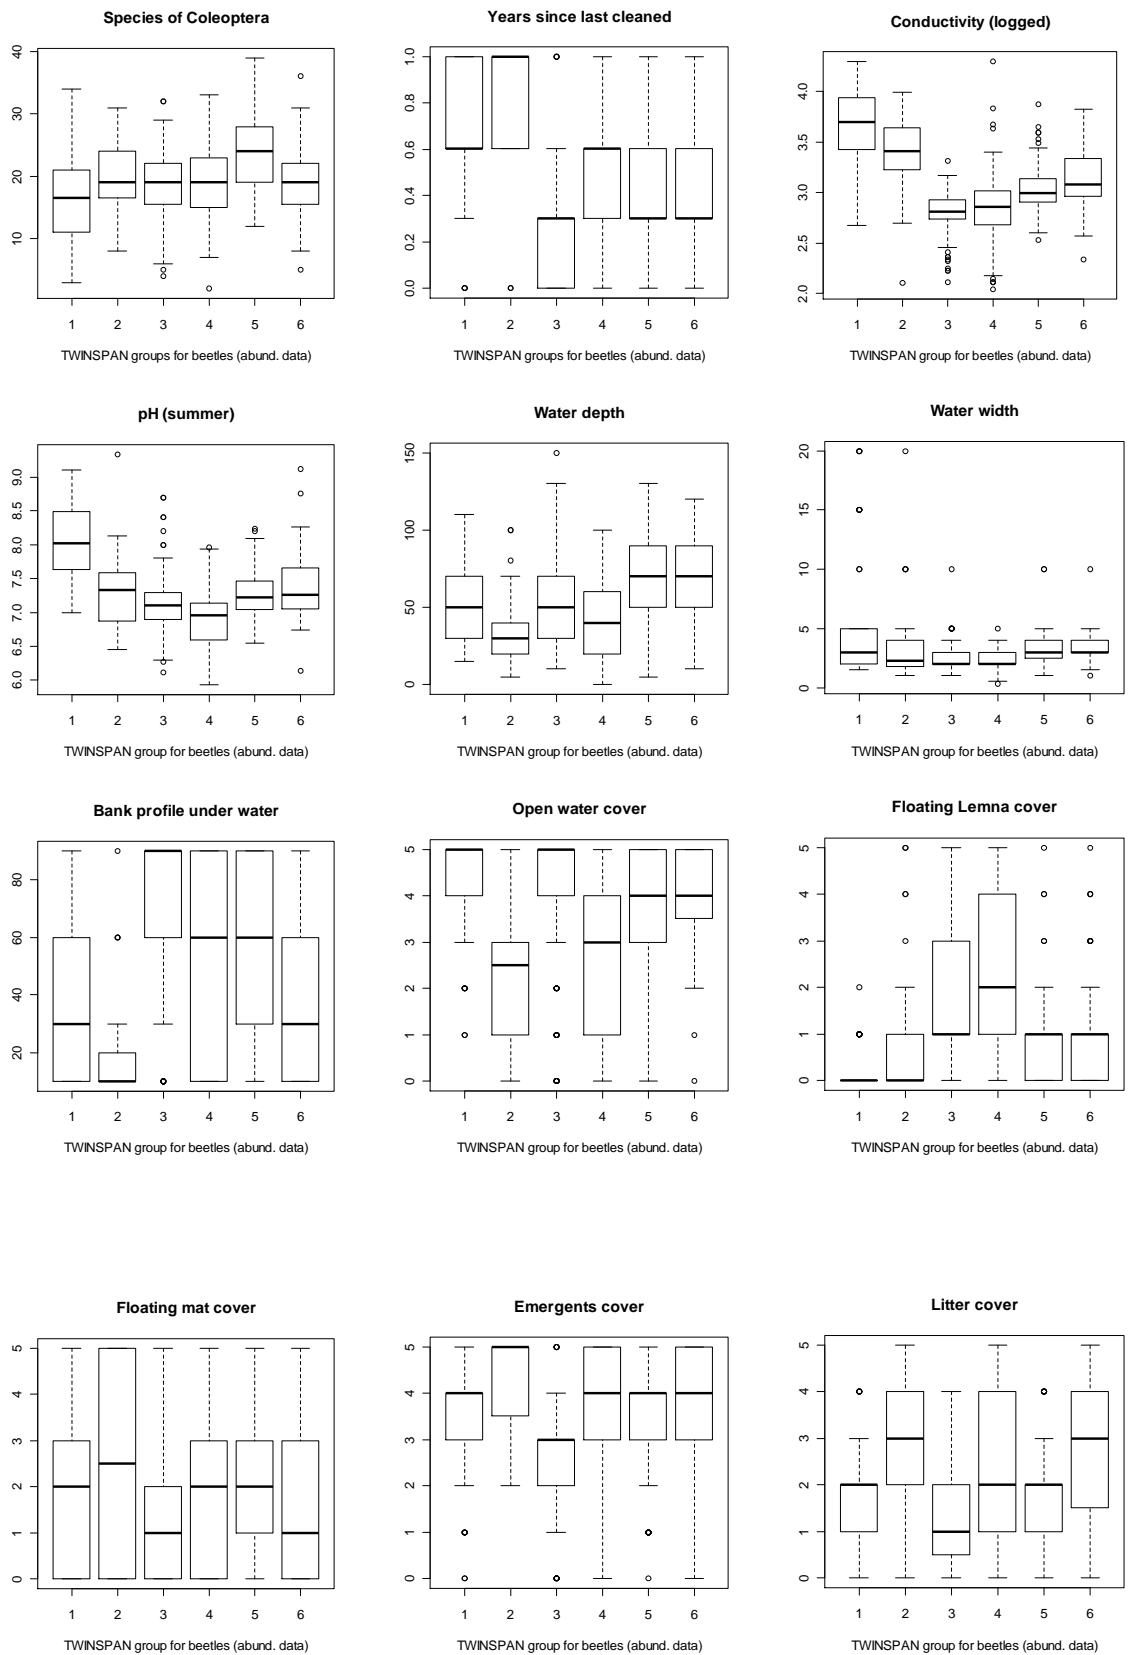 Species of Coleoptera
40
30
20
10
1 2 3 4 5 6
TWINSPAN groups for beetles (abund. data)
Years since last cleaned
1.0
0.8
0.6
0.4
0.2
0.0
1 2 3 4 5 6
TWINSPAN groups for beetles (abund. data)
Conductivity (logged)
4.0
3.5
3.0
2.5
2.0
1 2 3 4 5 6
TWINSPAN group for beetles (abund. data)
pH (summer)
9.0
8.5
8.0
7.5
7.0
6.5
6.0
1 2 3 4 5 6
TWINSPAN group for beetles (abund. data)
Water depth
150
100
50
0
1 2 3 4 5 6
TWINSPAN group for beetles (abund. data)
Water width
20
15
10
5
0
1 2 3 4 5 6
TWINSPAN group for beetles (abund. data)
Bank profile under water
80
60
40
20
1 2 3 4 5 6
TWINSPAN group for beetles (abund. data)
Open water cover
5
4
3
2
1
0
1 2 3 4 5 6
TWINSPAN group for beetles (abund. data)
Floating Lemna cover
5
4
3
2
1
0
1 2 3 4 5 6
TWINSPAN group for beetles (abund. data)
Floating mat cover
5
4
3
2
1
0
1 2 3 4 5 6
TWINSPAN group for beetles (abund. data)
Emergents cover
5
4
3
2
1
0
1 2 3 4 5 6
TWINSPAN group for beetles (abund. data)
Litter cover
5
4
3
2
1
0
1 2 3 4 5 6
TWINSPAN group for beetles (abund. data)